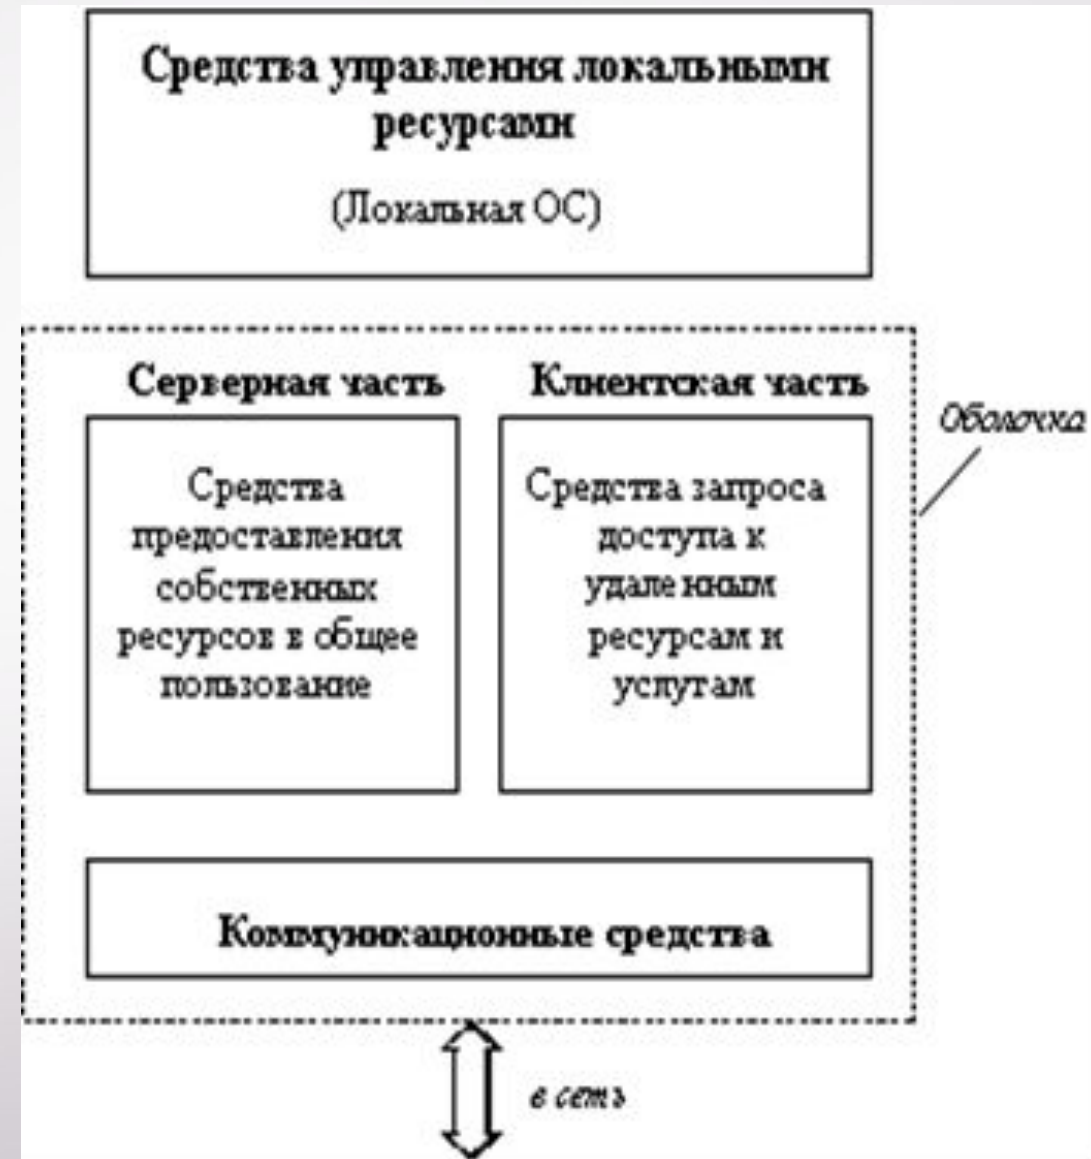 Средства управления локальными
ресурсами
(Локальная ОС)
Серверная часть
Клиентская часть
Оболочка
Средства
предоставления
собственных
ресурсов в общее
пользование
Средства запроса
доступа к
удаленным
ресурсам и
услугам
Коммуникационные средства
в сеть